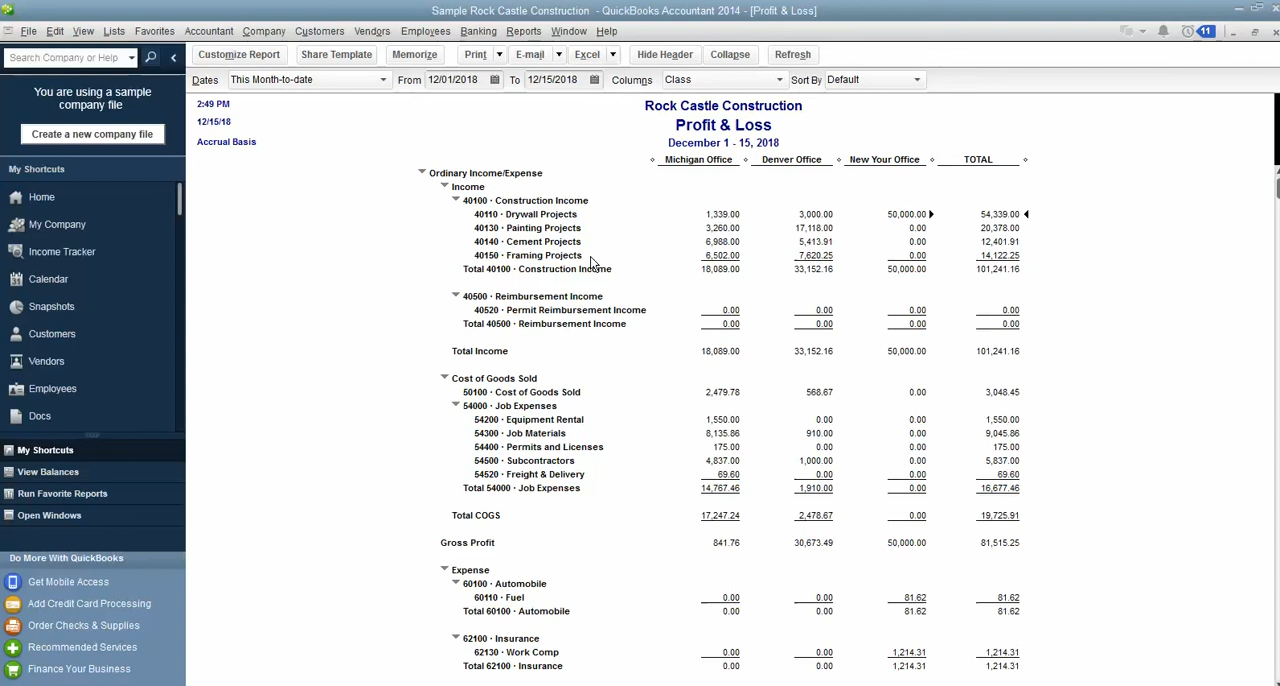 Sample Rock Castle Construction - QuickBooks Accountant 2014 - [Profit & Loss]
File Edit View Lists Favorites Accountant Company Customers Vendors Employees Banking Reports Window Help 11
Search Company or Help Customize Report Share Template Memorize Print E-mail Excel Hide Header Collapse Refresh
Dates This Month-to-date From 12/01/2018 To 12/15/2018 Columns Class Sort By Default
You are using a sample
company file
Create a new company file
My Shortcuts
Home
My Company
Income Tracker
Calendar
Snapshots
Customers
Vendors
Employees
Docs
My Shortcuts
View Balances
Run Favorite Reports
Open Windows
Do More With QuickBooks
Get Mobile Access
Add Credit Card Processing
Order Checks & Supplies
Recommended Services
Finance Your Business
2:49 PM
12/15/18
Accrual Basis
Rock Castle Construction
Profit & Loss
December 1 - 15, 2018
Michigan Office Denver Office New Your Office TOTAL
Ordinary Income/Expense
Income
40100 · Construction Income
40110 · Drywall Projects 1,339.00 3,000.00 50,000.00 54,339.00
40130 · Painting Projects 3,260.00 17,118.00 0.00 20,378.00
40140 · Cement Projects 6,988.00 5,413.91 0.00 12,401.91
40150 · Framing Projects 6,502.00 7,620.25 0.00 14,122.25
Total 40100 · Construction Income 18,089.00 33,152.16 50,000.00 101,241.16
40500 · Reimbursement Income
40520 · Permit Reimbursement Income 0.00 0.00 0.00 0.00
Total 40500 · Reimbursement Income 0.00 0.00 0.00 0.00
Total Income 18,089.00 33,152.16 50,000.00 101,241.16
Cost of Goods Sold
50100 · Cost of Goods Sold 2,479.78 568.67 0.00 3,048.45
54000 · Job Expenses
54200 · Equipment Rental 1,550.00 0.00 0.00 1,550.00
54300 · Job Materials 8,135.86 910.00 0.00 9,045.86
54400 · Permits and Licenses 175.00 0.00 0.00 175.00
54500 · Subcontractors 4,837.00 1,000.00 0.00 5,837.00
54520 · Freight & Delivery 69.60 0.00 0.00 69.60
Total 54000 · Job Expenses 14,767.46 1,910.00 0.00 16,677.46
Total COGS 17,247.24 2,478.67 0.00 19,725.91
Gross Profit 841.76 30,673.49 50,000.00 81,515.25
Expense
60100 · Automobile
60110 · Fuel 0.00 0.00 81.62 81.62
Total 60100 · Automobile 0.00 0.00 81.62 81.62
62100 · Insurance
62130 · Work Comp 0.00 0.00 1,214.31 1,214.31
Total 62100 · Insurance 0.00 0.00 1,214.31 1,214.31